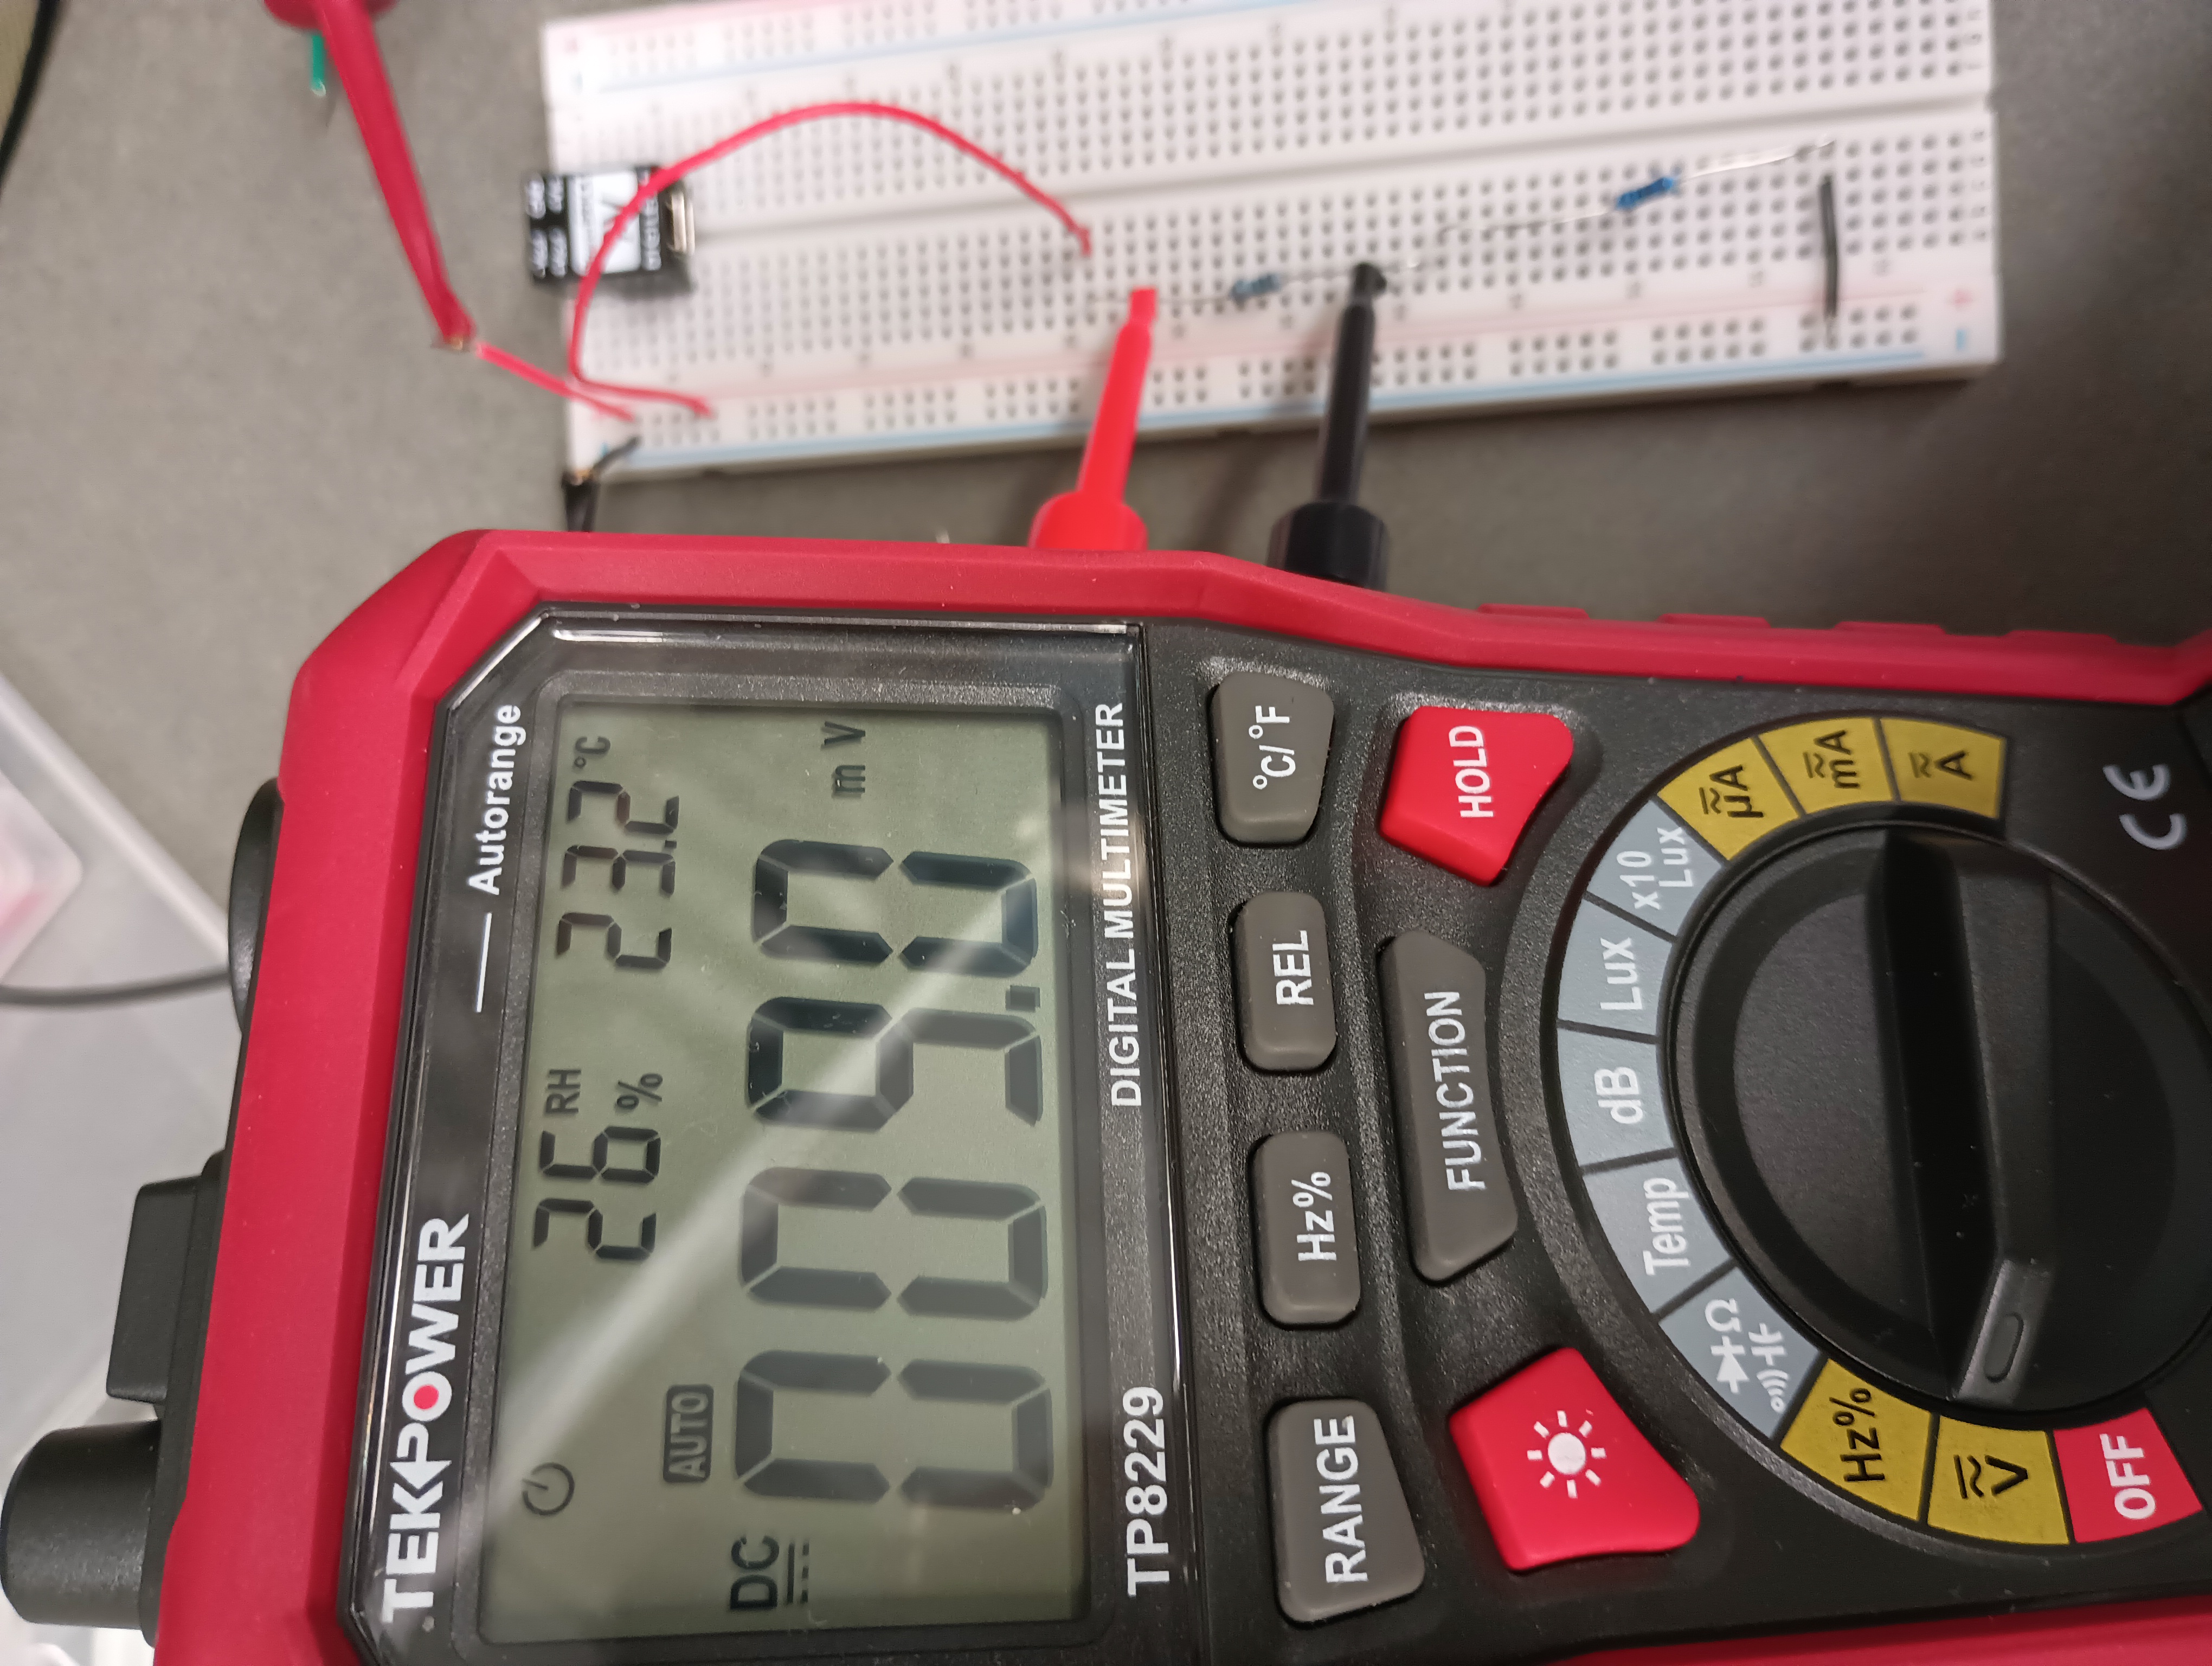 TEKPOWER Autorange
26 RH % 23.2 °C
AUTO
DC 009.0 mV
TP8229 DIGITAL MULTIMETER
RANGE Hz% REL °C/°F
FUNCTION
HOLD
OFF
V
Hz%
Ω
Temp
dB
Lux
x10
Lux
µA
mA
A
CE